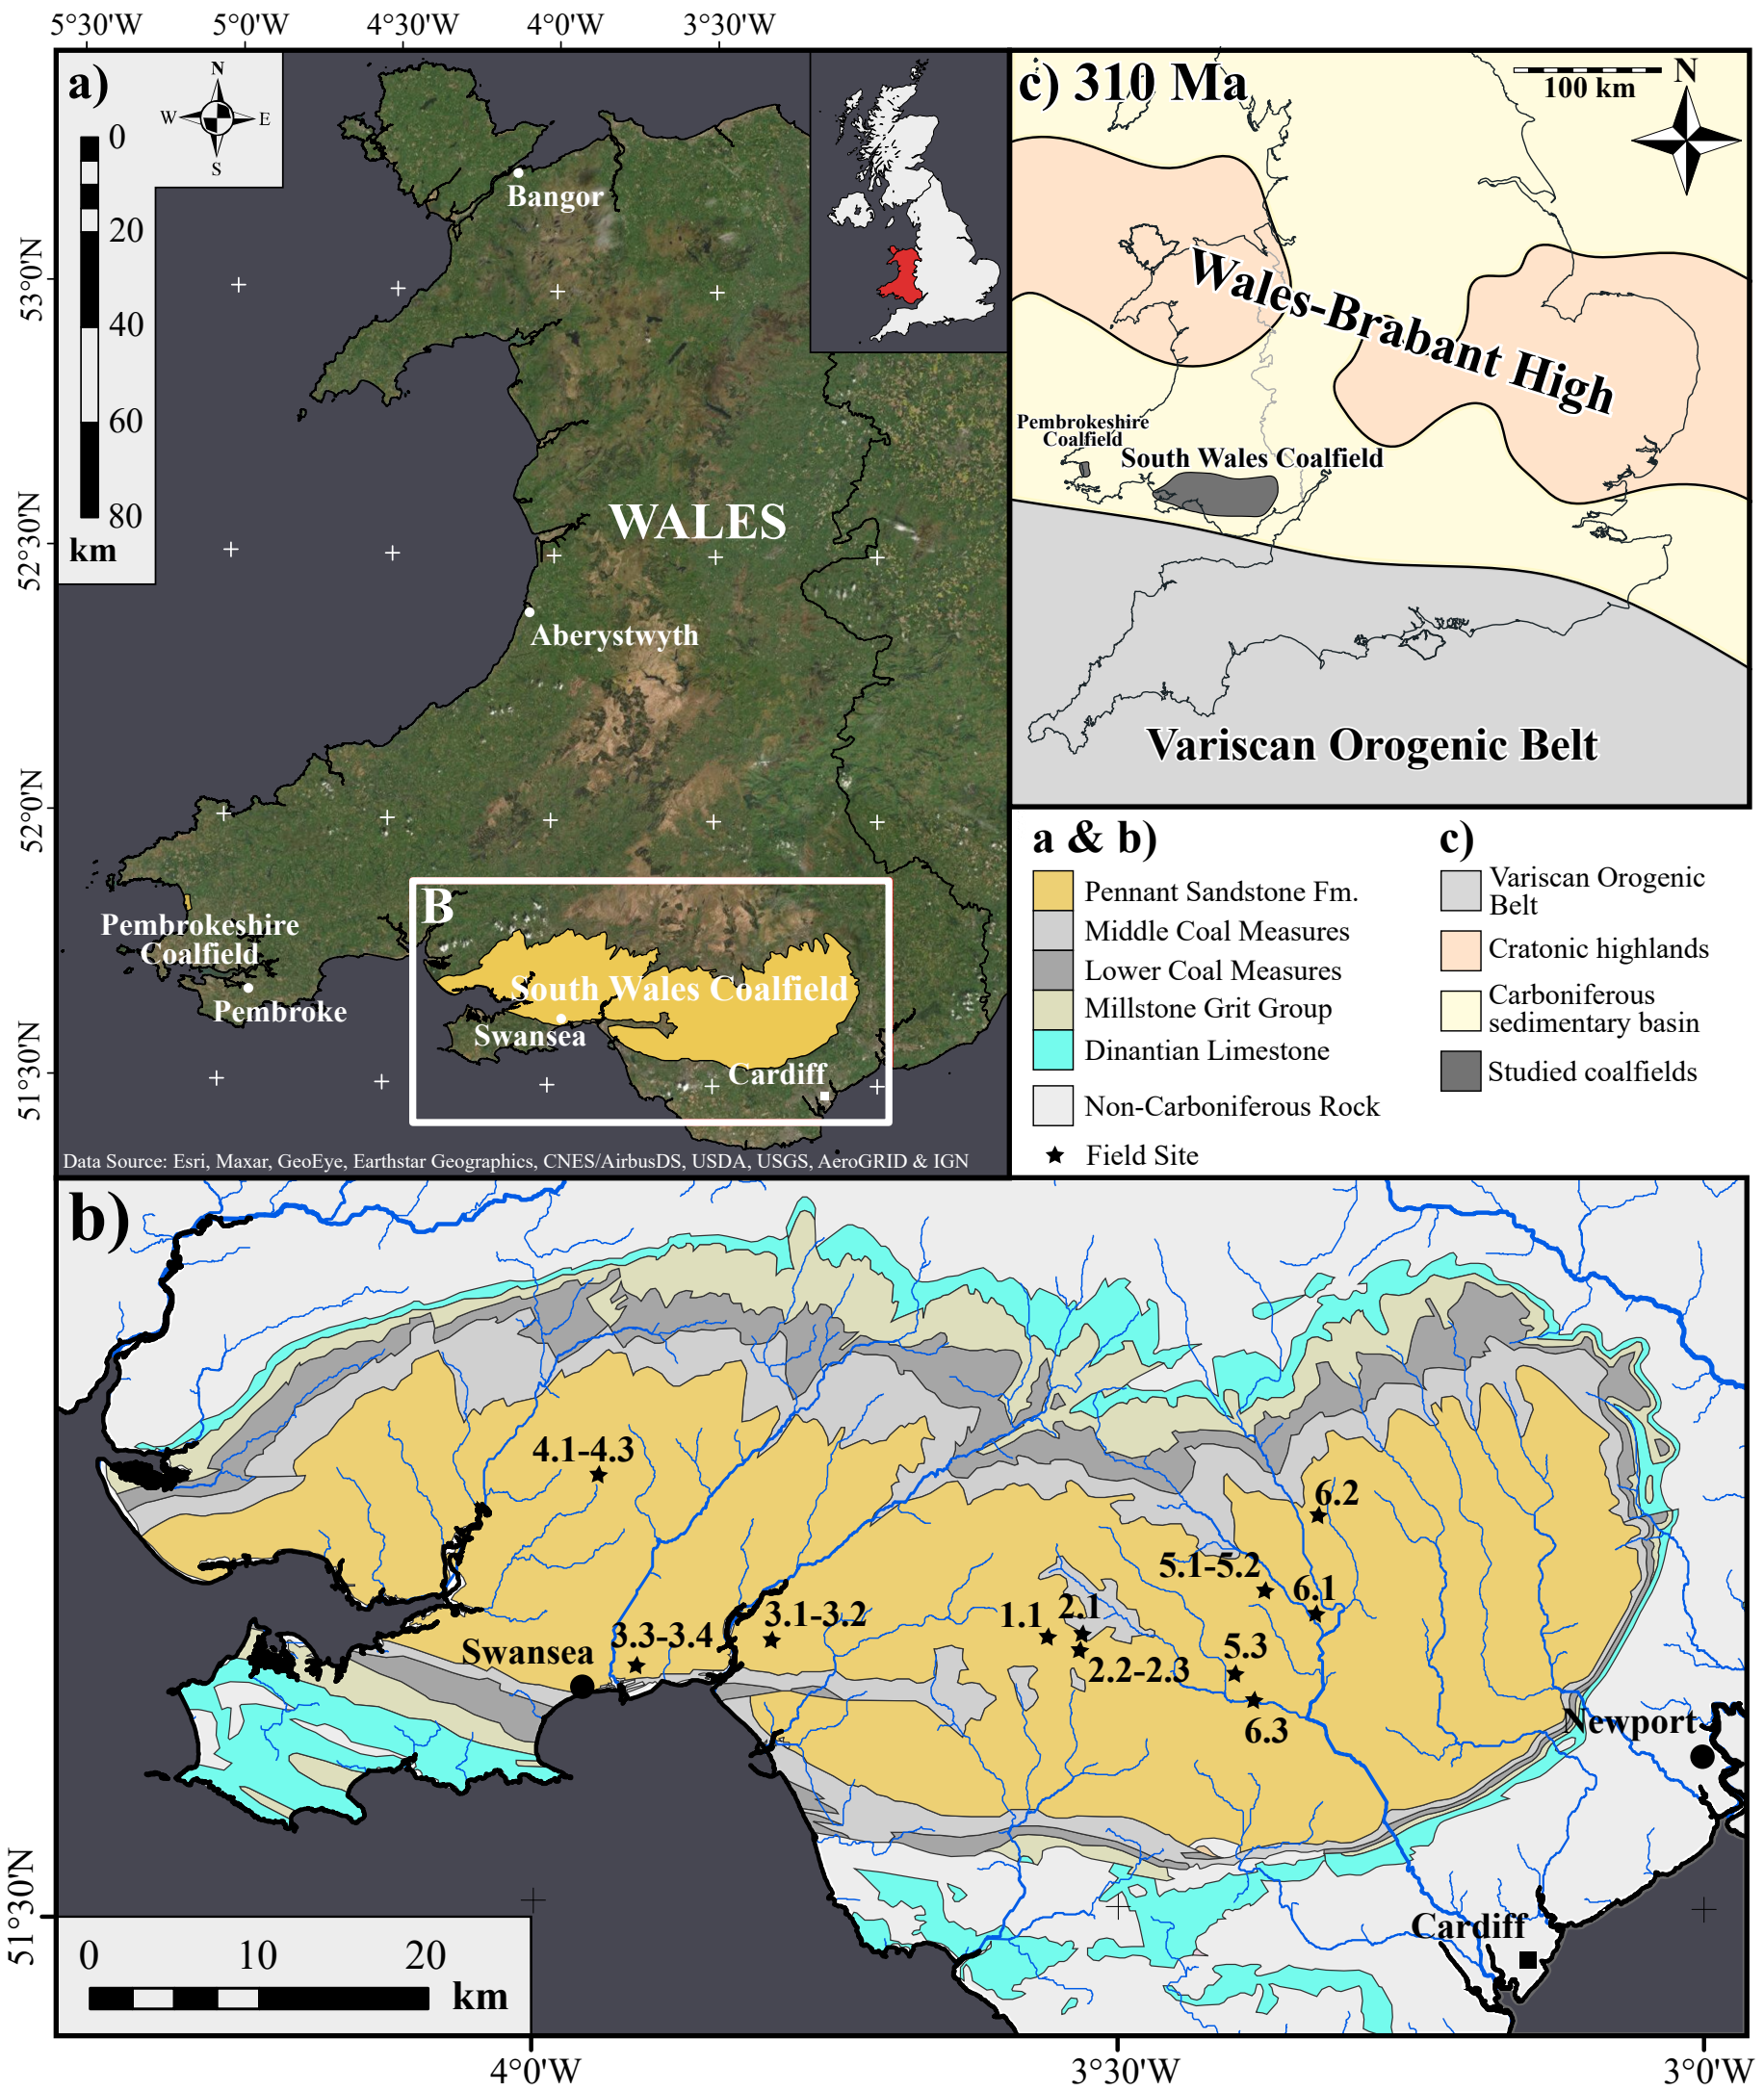 5°30'W 5°0'W 4°30'W 4°0'W 3°30'W
a)
N
W E
S
0
20
40
60
80
km
53°0'N
52°30'N
52°0'N
51°30'N
Bangor
WALES
Aberystwyth
B
Pembrokeshire
Coalfield
Pembroke
South Wales Coalfield
Swansea
Cardiff
Data Source: Esri, Maxar, GeoEye, Earthstar Geographics, CNES/AirbusDS, USDA, USGS, AeroGRID & IGN
c) 310 Ma
100 km
N
Wales-Brabant High
Pembrokeshire
Coalfield
South Wales Coalfield
Variscan Orogenic Belt
a & b)
Pennant Sandstone Fm.
Middle Coal Measures
Lower Coal Measures
Millstone Grit Group
Dinantian Limestone
Non-Carboniferous Rock
Field Site
c)
Variscan Orogenic
Belt
Cratonic highlands
Carboniferous
sedimentary basin
Studied coalfields
b)
4.1-4.3
6.2
5.1-5.2
6.1
3.1-3.2
1.1
2.1
3.3-3.4
Swansea
5.3
2.2-2.3
6.3
Newport
Cardiff
51°30'N
0 10 20
km
4°0'W 3°30'W 3°0'W